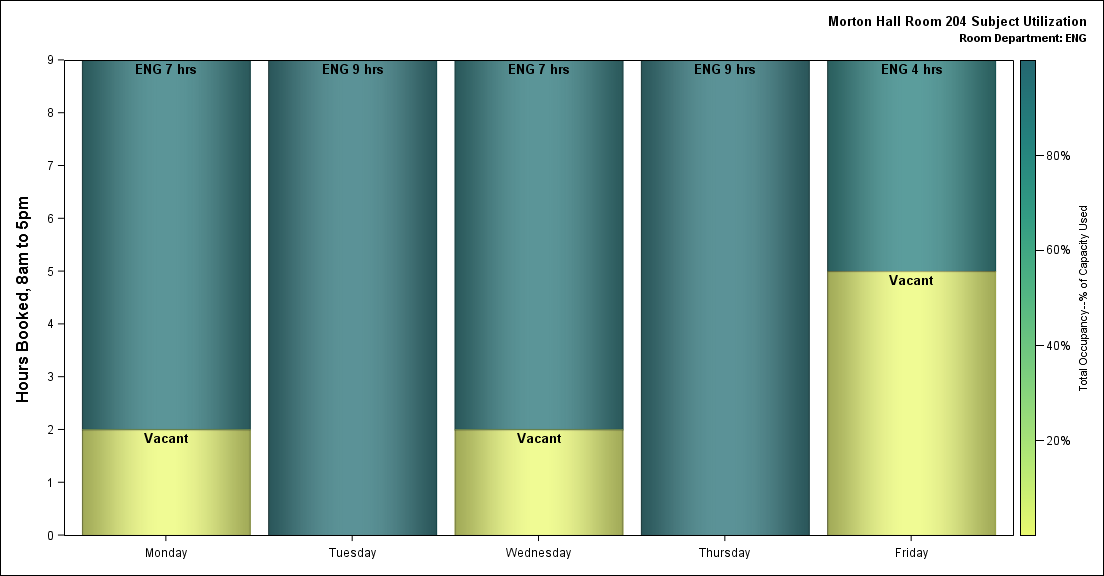 Morton Hall Room 204 Subject Utilization
Room Department: ENG
Hours Booked, 8am to 5pm
9
8
7
6
5
4
3
2
1
0
ENG 7 hrs
ENG 9 hrs
ENG 7 hrs
ENG 9 hrs
ENG 4 hrs
Vacant
Vacant
Vacant
Monday
Tuesday
Wednesday
Thursday
Friday
80%
60%
40%
20%
Total Occupancy--% of Capacity Used